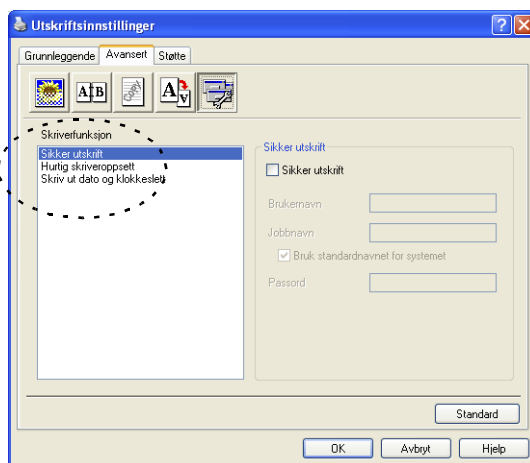 Utskriftsinnstillinger
Grunnleggende Avansert Støtte
A B
A A
Skriverfunksjon
Sikker utskrift
Hurtig skriveroppsett
Skriv ut dato og klokkeslett
Sikker utskrift
Sikker utskrift
Brukernavn
Jobbnavn
Bruk standardnavnet for systemet
Passord
Standard
OK Avbryt Hjelp